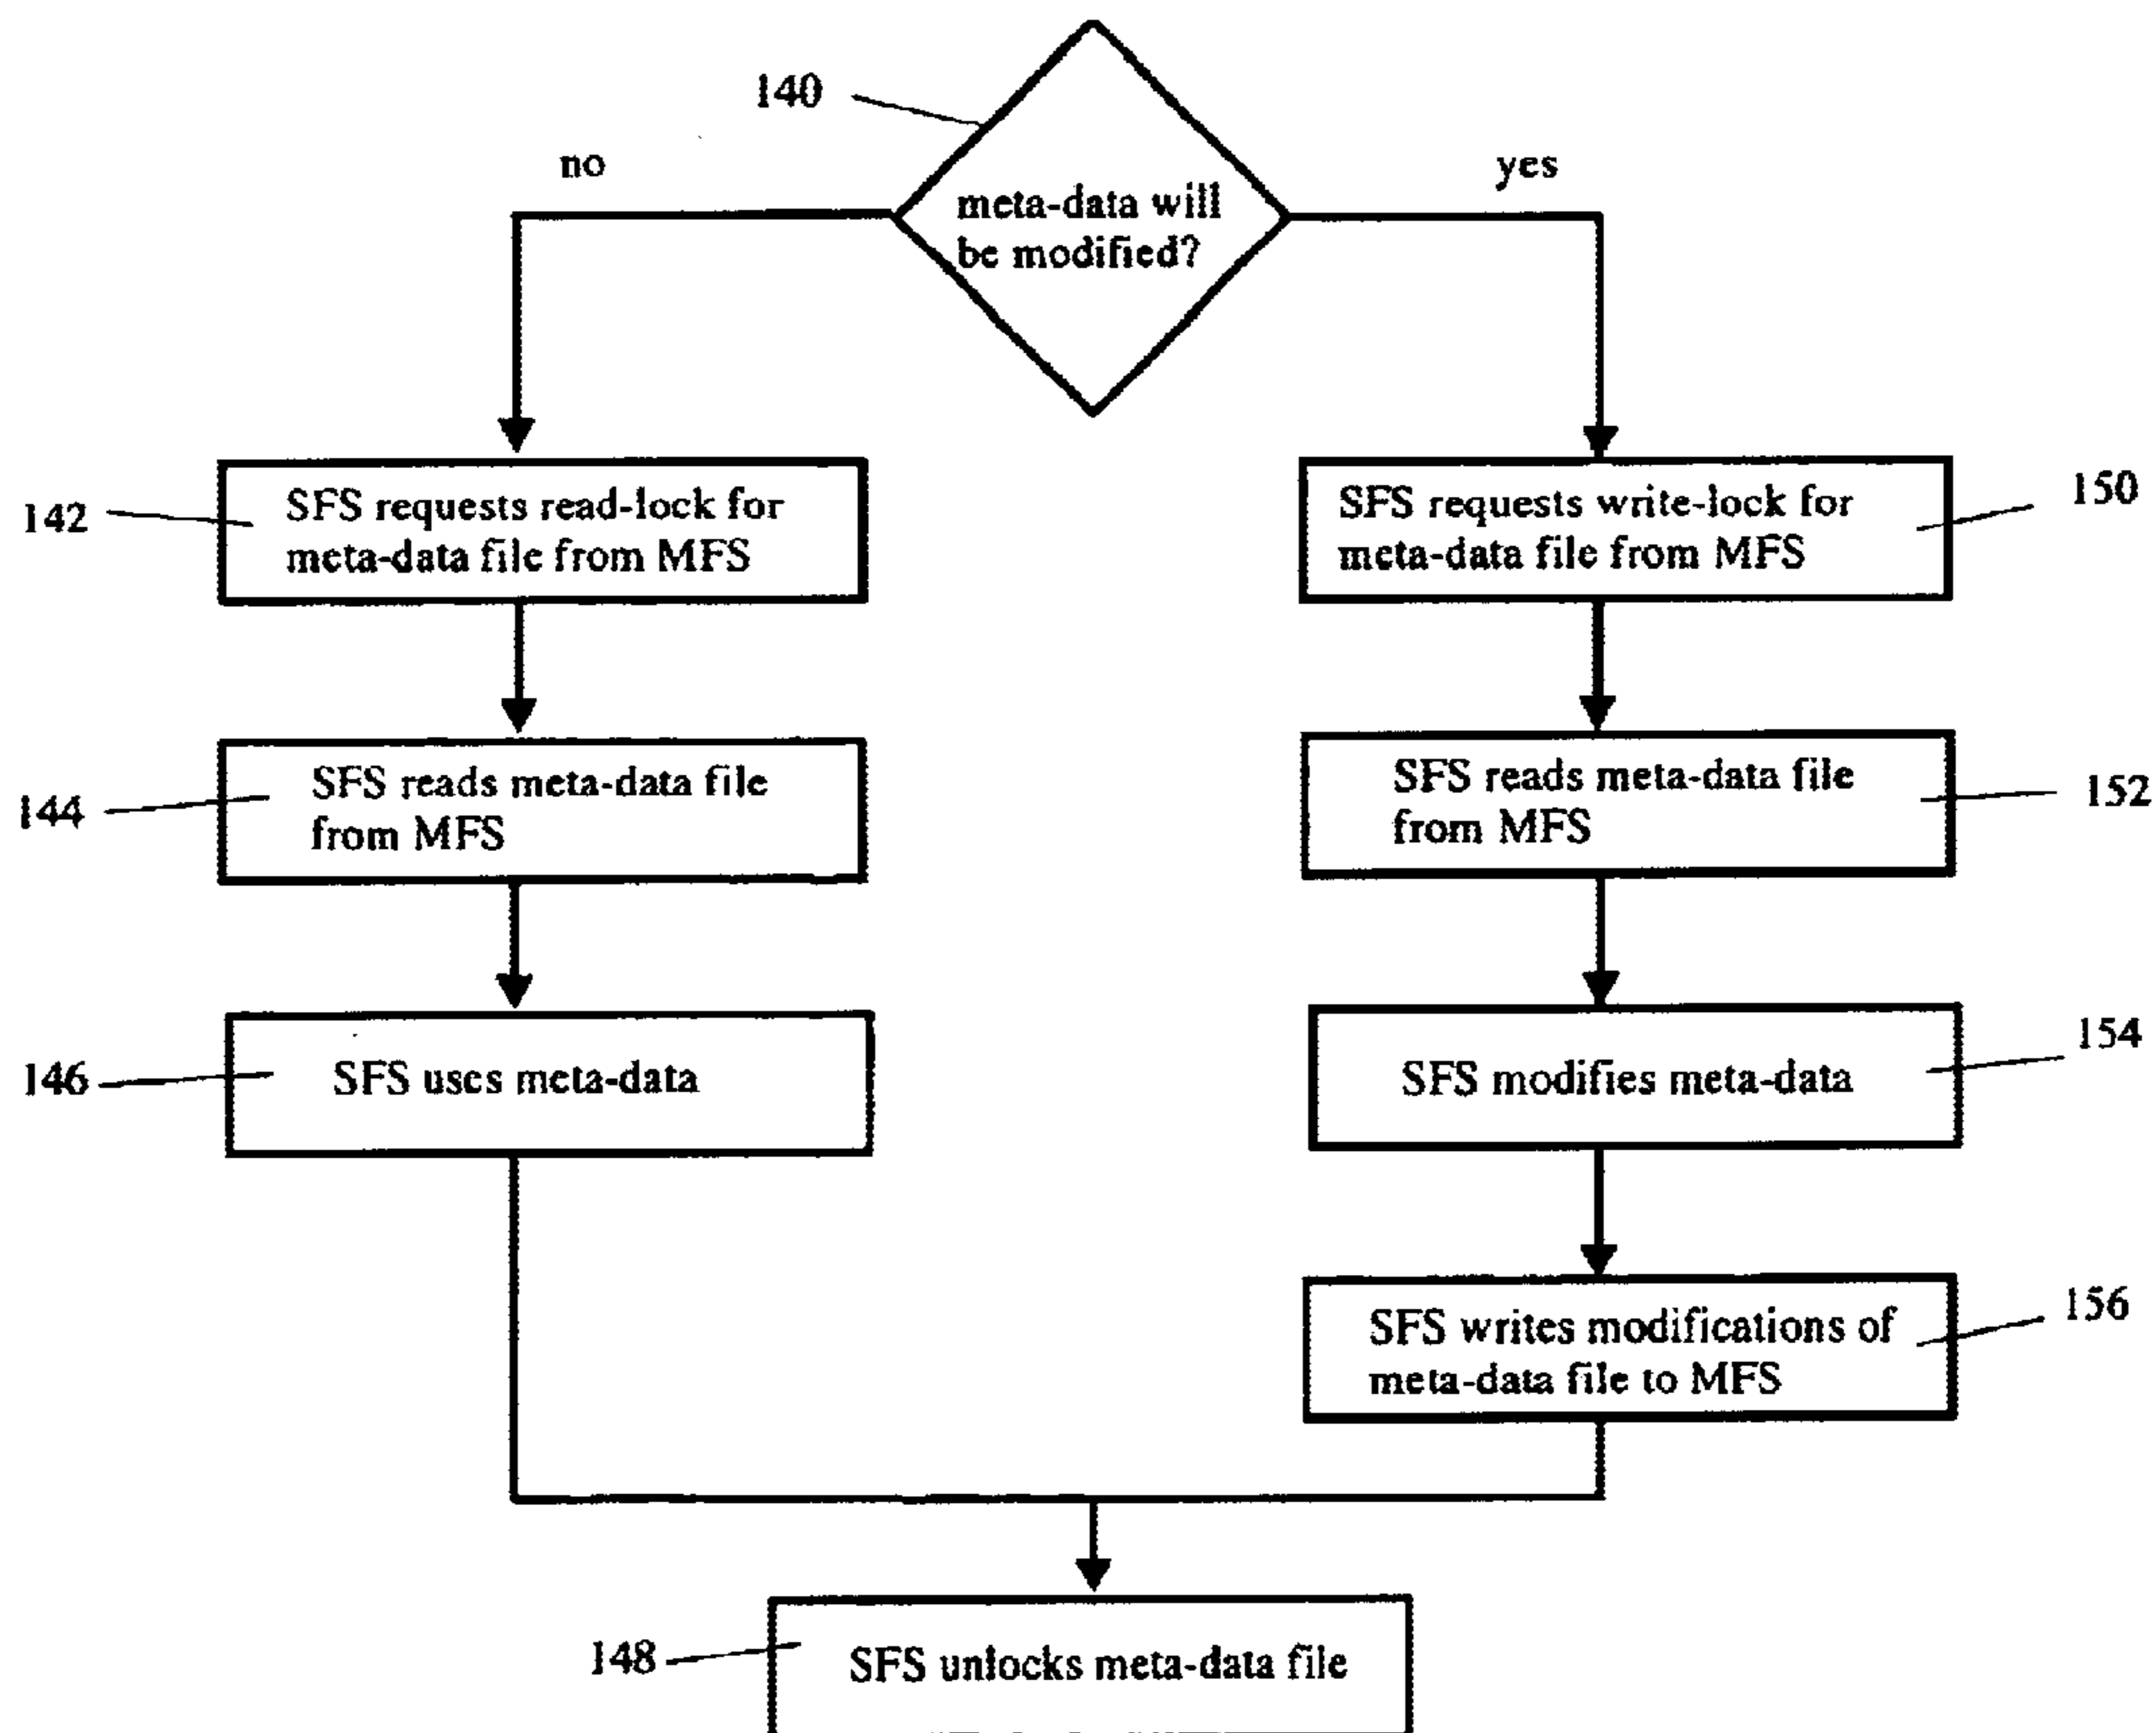 140
no
yes
meta-data will
be modified?
142
SFS requests read-lock for
meta-data file from MFS
SFS requests write-lock for
meta-data file from MFS
150
144
SFS reads meta-data file
from MFS
SFS reads meta-data file
from MFS
152
146
SFS uses meta-data
SFS modifies meta-data
154
SFS writes modifications of
meta-data file to MFS
156
148
SFS unlocks meta-data file